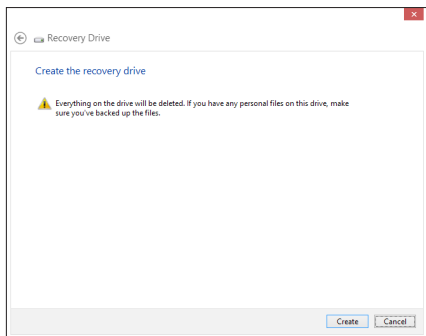 Recovery Drive
Create the recovery drive
Everything on the drive will be deleted. If you have any personal files on this drive, make
sure you've backed up the files.
Create Cancel